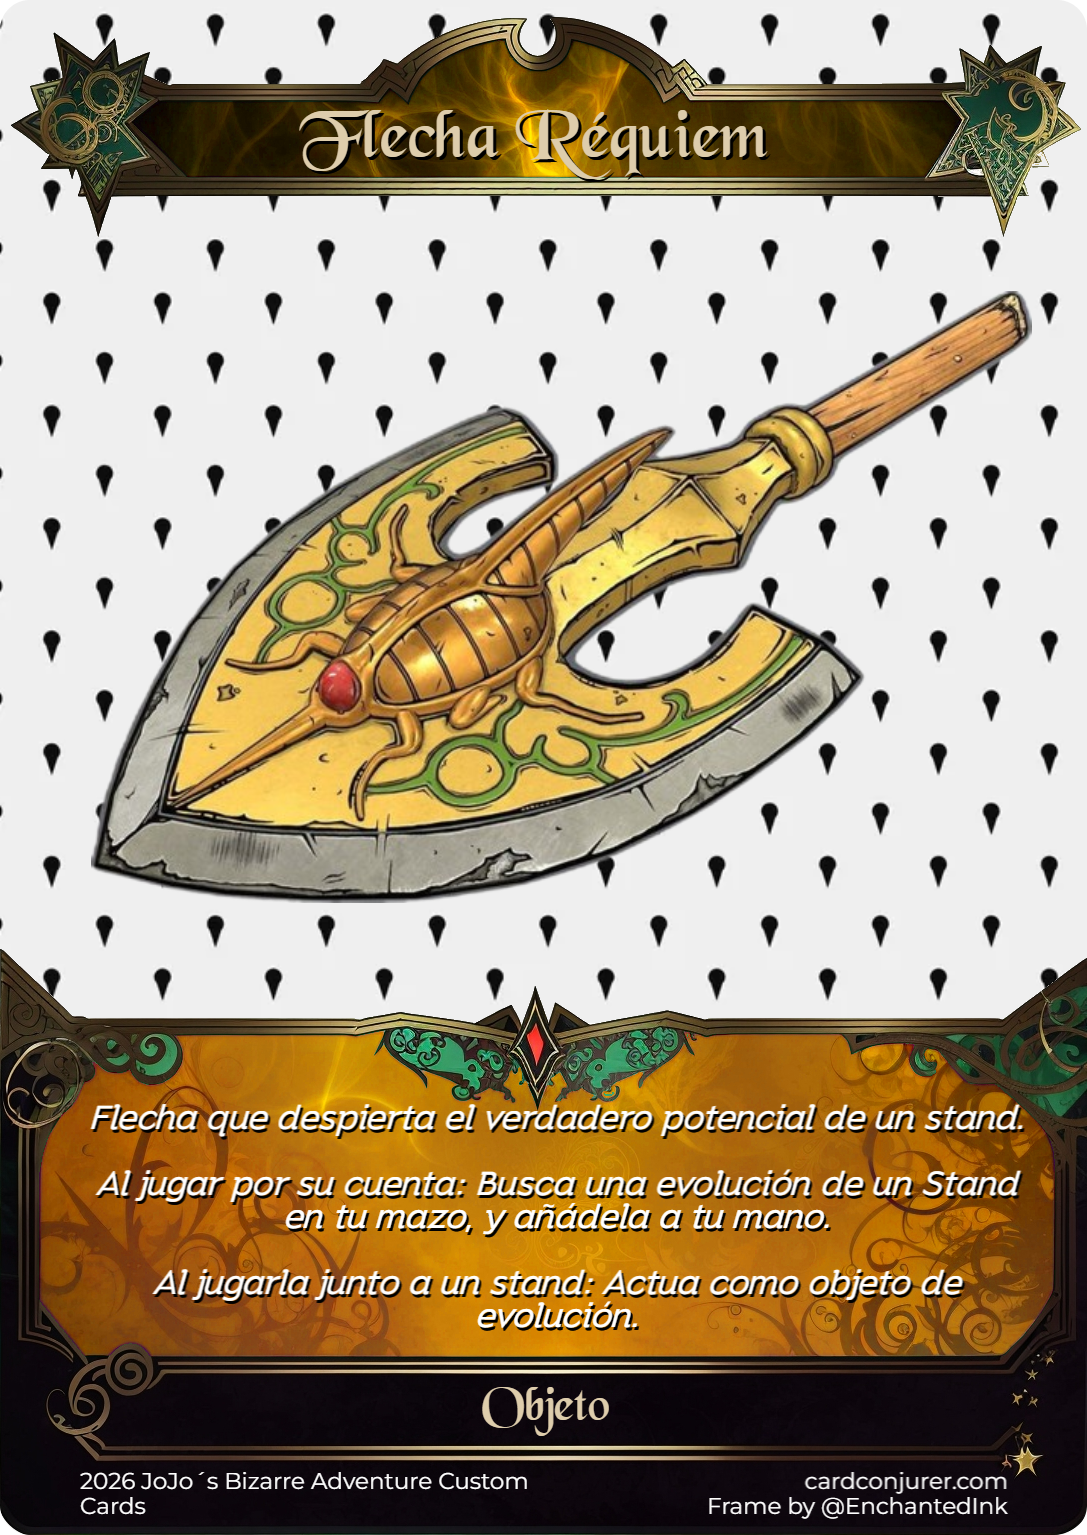 Flecha Réquiem
Flecha que despierta el verdadero potencial de un stand.
Al jugar por su cuenta: Busca una evolución de un Stand
en tu mazo, y añádela a tu mano.
Al jugarla junto a un stand: Actua como objeto de
evolución.
Objeto
2026 JoJo´s Bizarre Adventure Custom
Cards
cardconjurer.com
Frame by @EnchantedInk